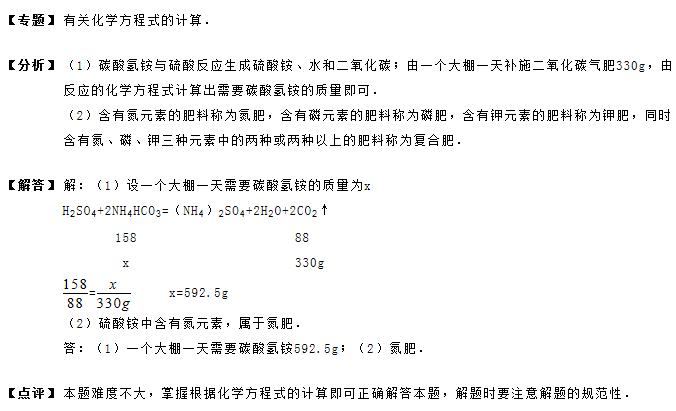 【专题】有关化学方程式的计算．
【分析】（1）碳酸氢铵与硫酸反应生成硫酸铵、水和二氧化碳；由一个大棚一天补施二氧化碳气肥330g，由
反应的化学方程式计算出需要碳酸氢铵的质量即可．
（2）含有氮元素的肥料称为氮肥，含有磷元素的肥料称为磷肥，含有钾元素的肥料称为钾肥，同时
含有氮、磷、钾三种元素中的两种或两种以上的肥料称为复合肥．
【解答】解：（1）设一个大棚一天需要碳酸氢铵的质量为x
H₂SO₄+2NH₄HCO₃=（NH₄）₂SO₄+2H₂O+2CO₂↑
158 88
x 330g
158/88=x/330g x=592.5g
（2）硫酸铵中含有氮元素，属于氮肥．
答：（1）一个大棚一天需要碳酸氢铵592.5g；（2）氮肥．
【点评】本题难度不大，掌握根据化学方程式的计算即可正确解答本题，解题时要注意解题的规范性．